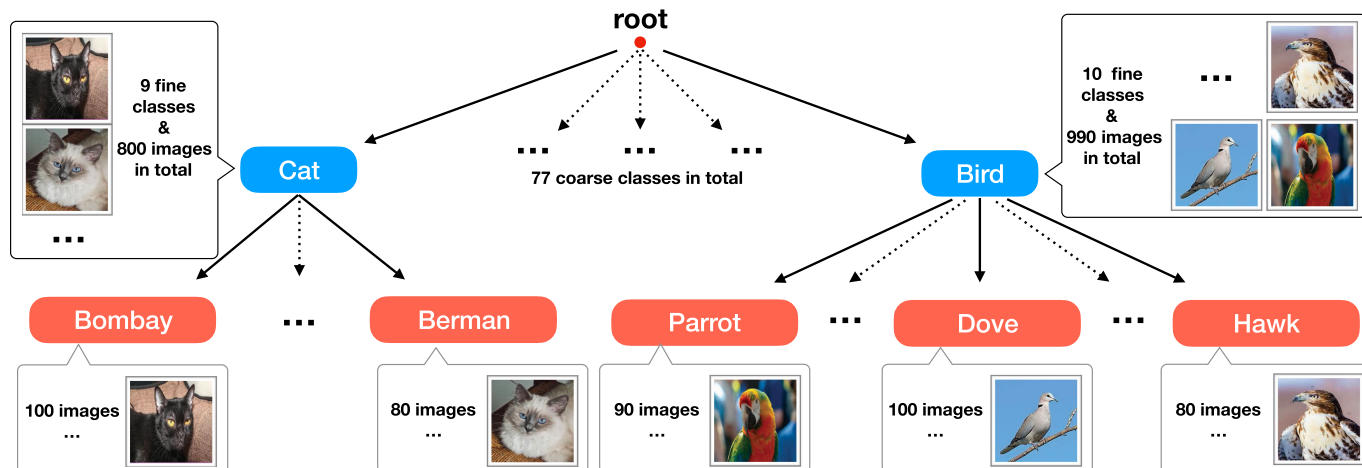 root
9 fine
classes
&
800 images
in total
...
Cat
... ... ...
77 coarse classes in total
Bird
10 fine
classes
&
990 images
in total
...
Bombay
...
Berman
Parrot
...
Dove
...
Hawk
100 images
...
80 images
...
90 images
...
100 images
...
80 images
...